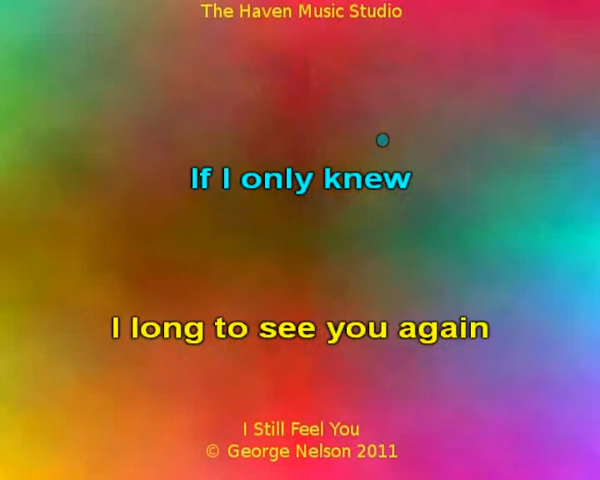 The Haven Music Studio
If I only knew
I long to see you again
I Still Feel You
© George Nelson 2011